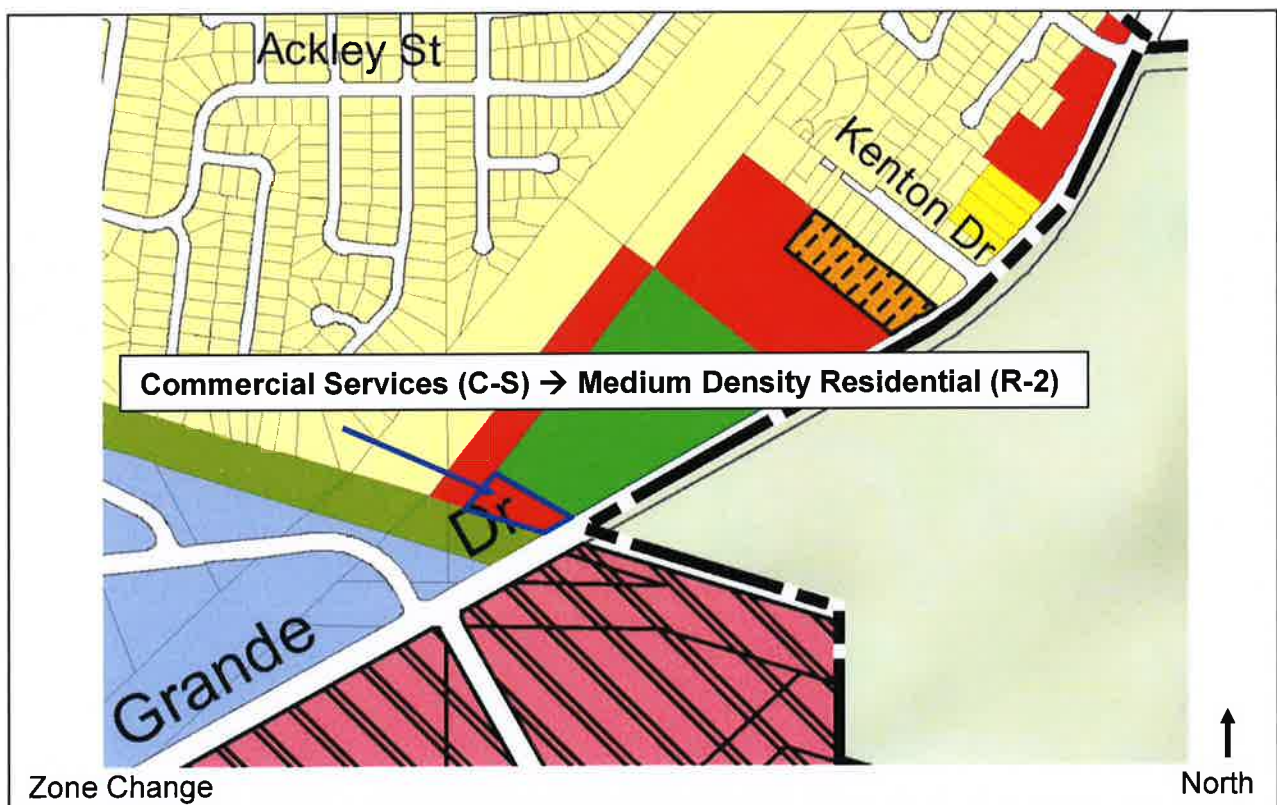 Ackley St
Kenton Dr
Commercial Services (C-S) → Medium Density Residential (R-2)
Grande Dr
Zone Change
North